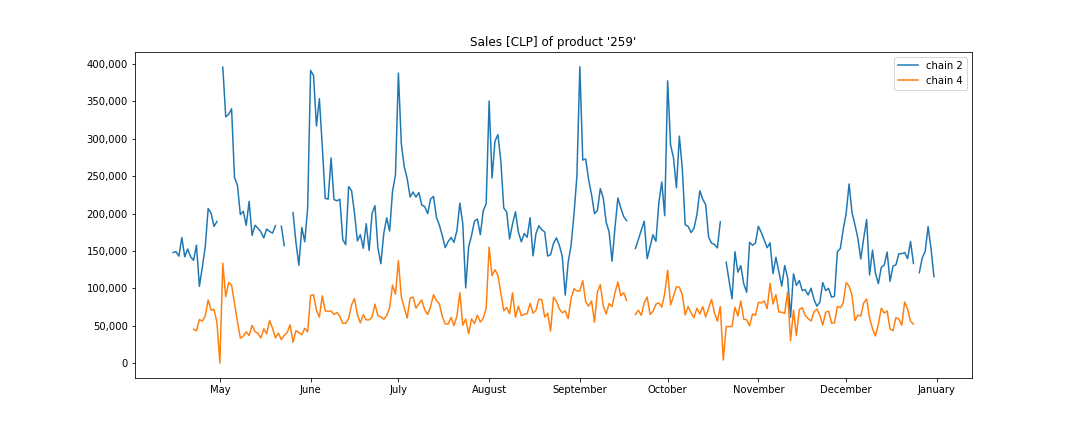 Sales [CLP] of product '259'
chain 2
chain 4
400,000
350,000
300,000
250,000
200,000
150,000
100,000
50,000
0
May June July August September October November December January